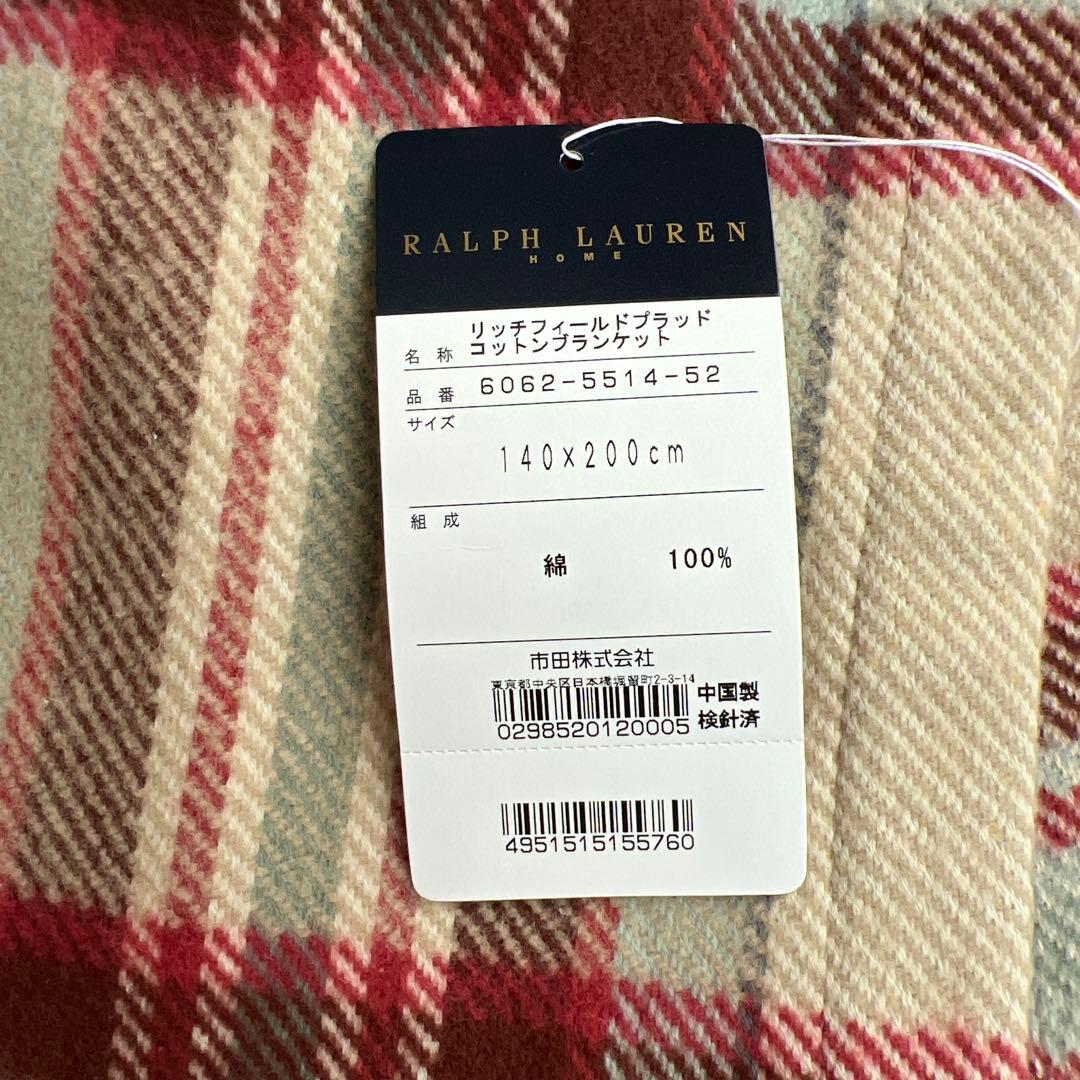 RALPH LAUREN
HOME
リッチフィールドプラッド
名 称 コットンブランケット
品 番 6062-5514-52
サイズ
140×200cm
組 成
綿 100%
市田株式会社
東京都中央区日本橋堀留町2-3-14
中国製
0298520120005 検針済
4951515155760